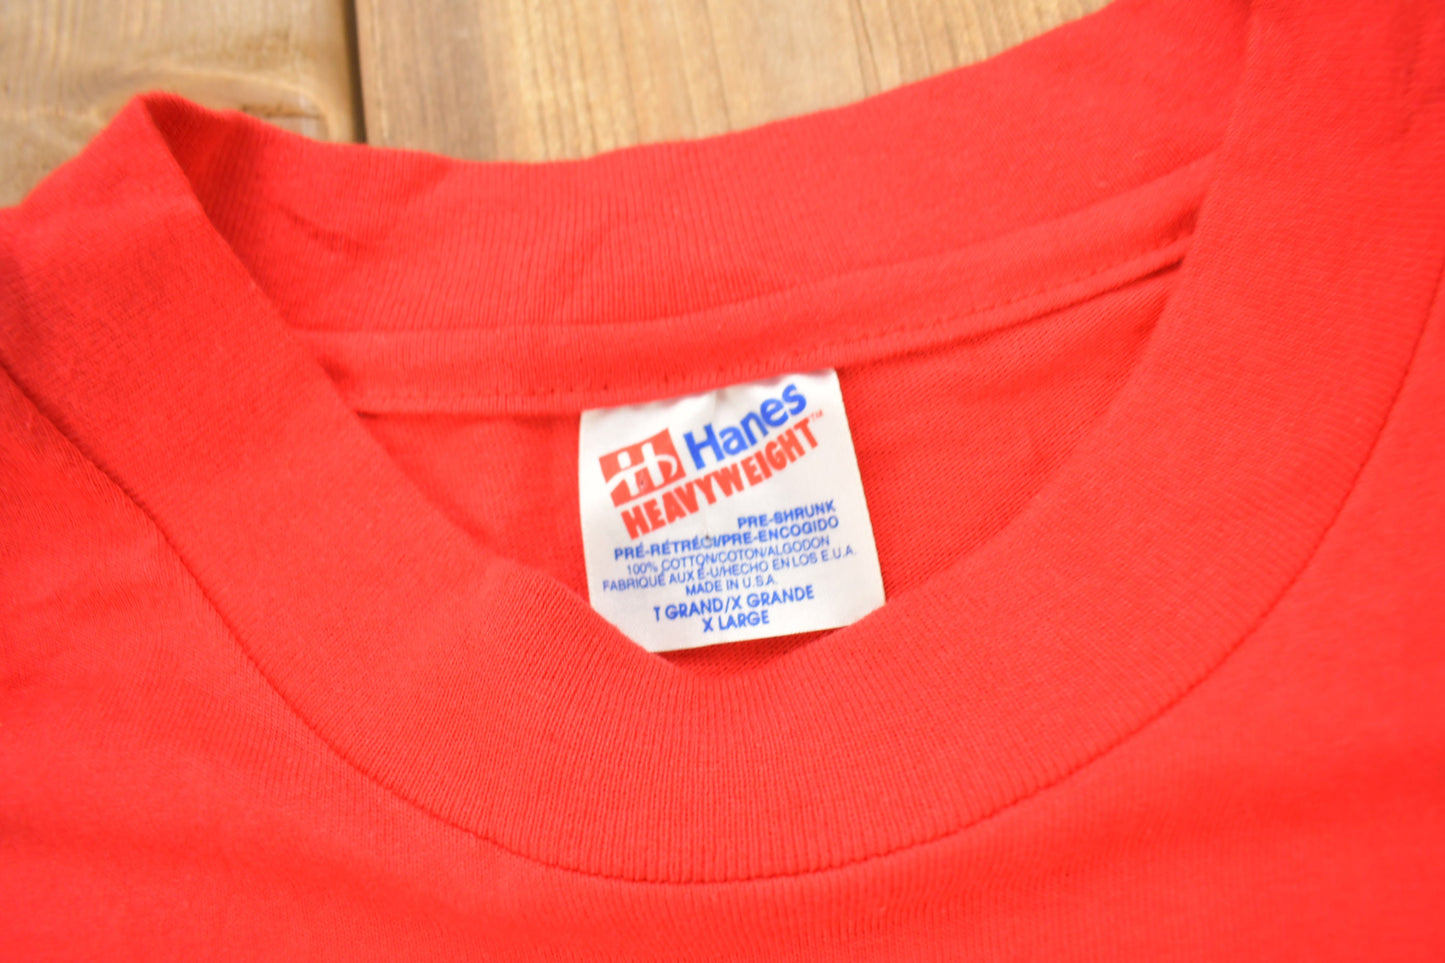 Hanes
HEAVYWEIGHT™
PRE-SHRUNK
PRÉ-RÉTRÉCI/PRE-ENCOGIDO
100% COTTON/COTON/ALGODON
FABRIQUÉ AUX É-U/HECHO EN LOS E.U.A.
MADE IN U.S.A.
T GRAND/X GRANDE
X LARGE